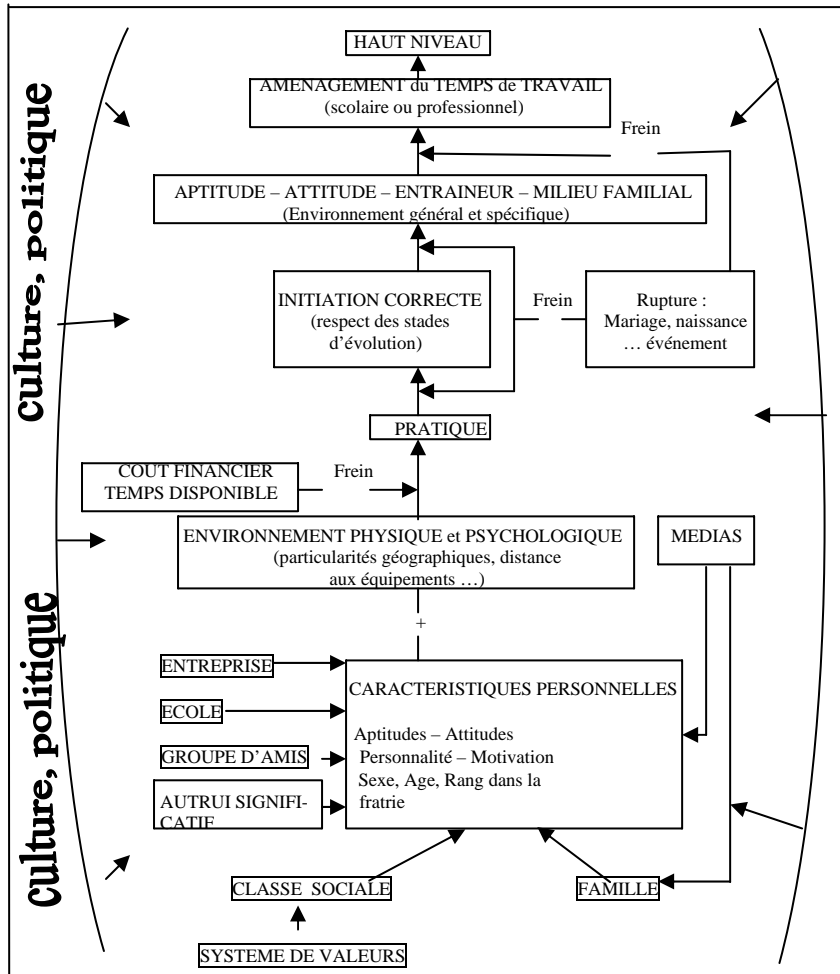 HAUT NIVEAU
AMENAGEMENT du TEMPS de TRAVAIL
(scolaire ou professionnel)
Frein
Culture, politique
APTITUDE – ATTITUDE – ENTRAINEUR – MILIEU FAMILIAL
(Environnement général et spécifique)
INITIATION CORRECTE
(respect des stades
d'évolution)
Frein
Rupture :
Mariage, naissance
… événement
PRATIQUE
COUT FINANCIER
TEMPS DISPONIBLE
Frein
ENVIRONNEMENT PHYSIQUE et PSYCHOLOGIQUE
(particularités géographiques, distance
aux équipements …)
MEDIAS
Culture, politique
+
ENTREPRISE
ECOLE
GROUPE D'AMIS
AUTRUI SIGNIFI-
CATIF
CARACTERISTIQUES PERSONNELLES
Aptitudes – Attitudes
Personnalité – Motivation
Sexe, Age, Rang dans la
fratrie
CLASSE SOCIALE
FAMILLE
SYSTEME DE VALEURS